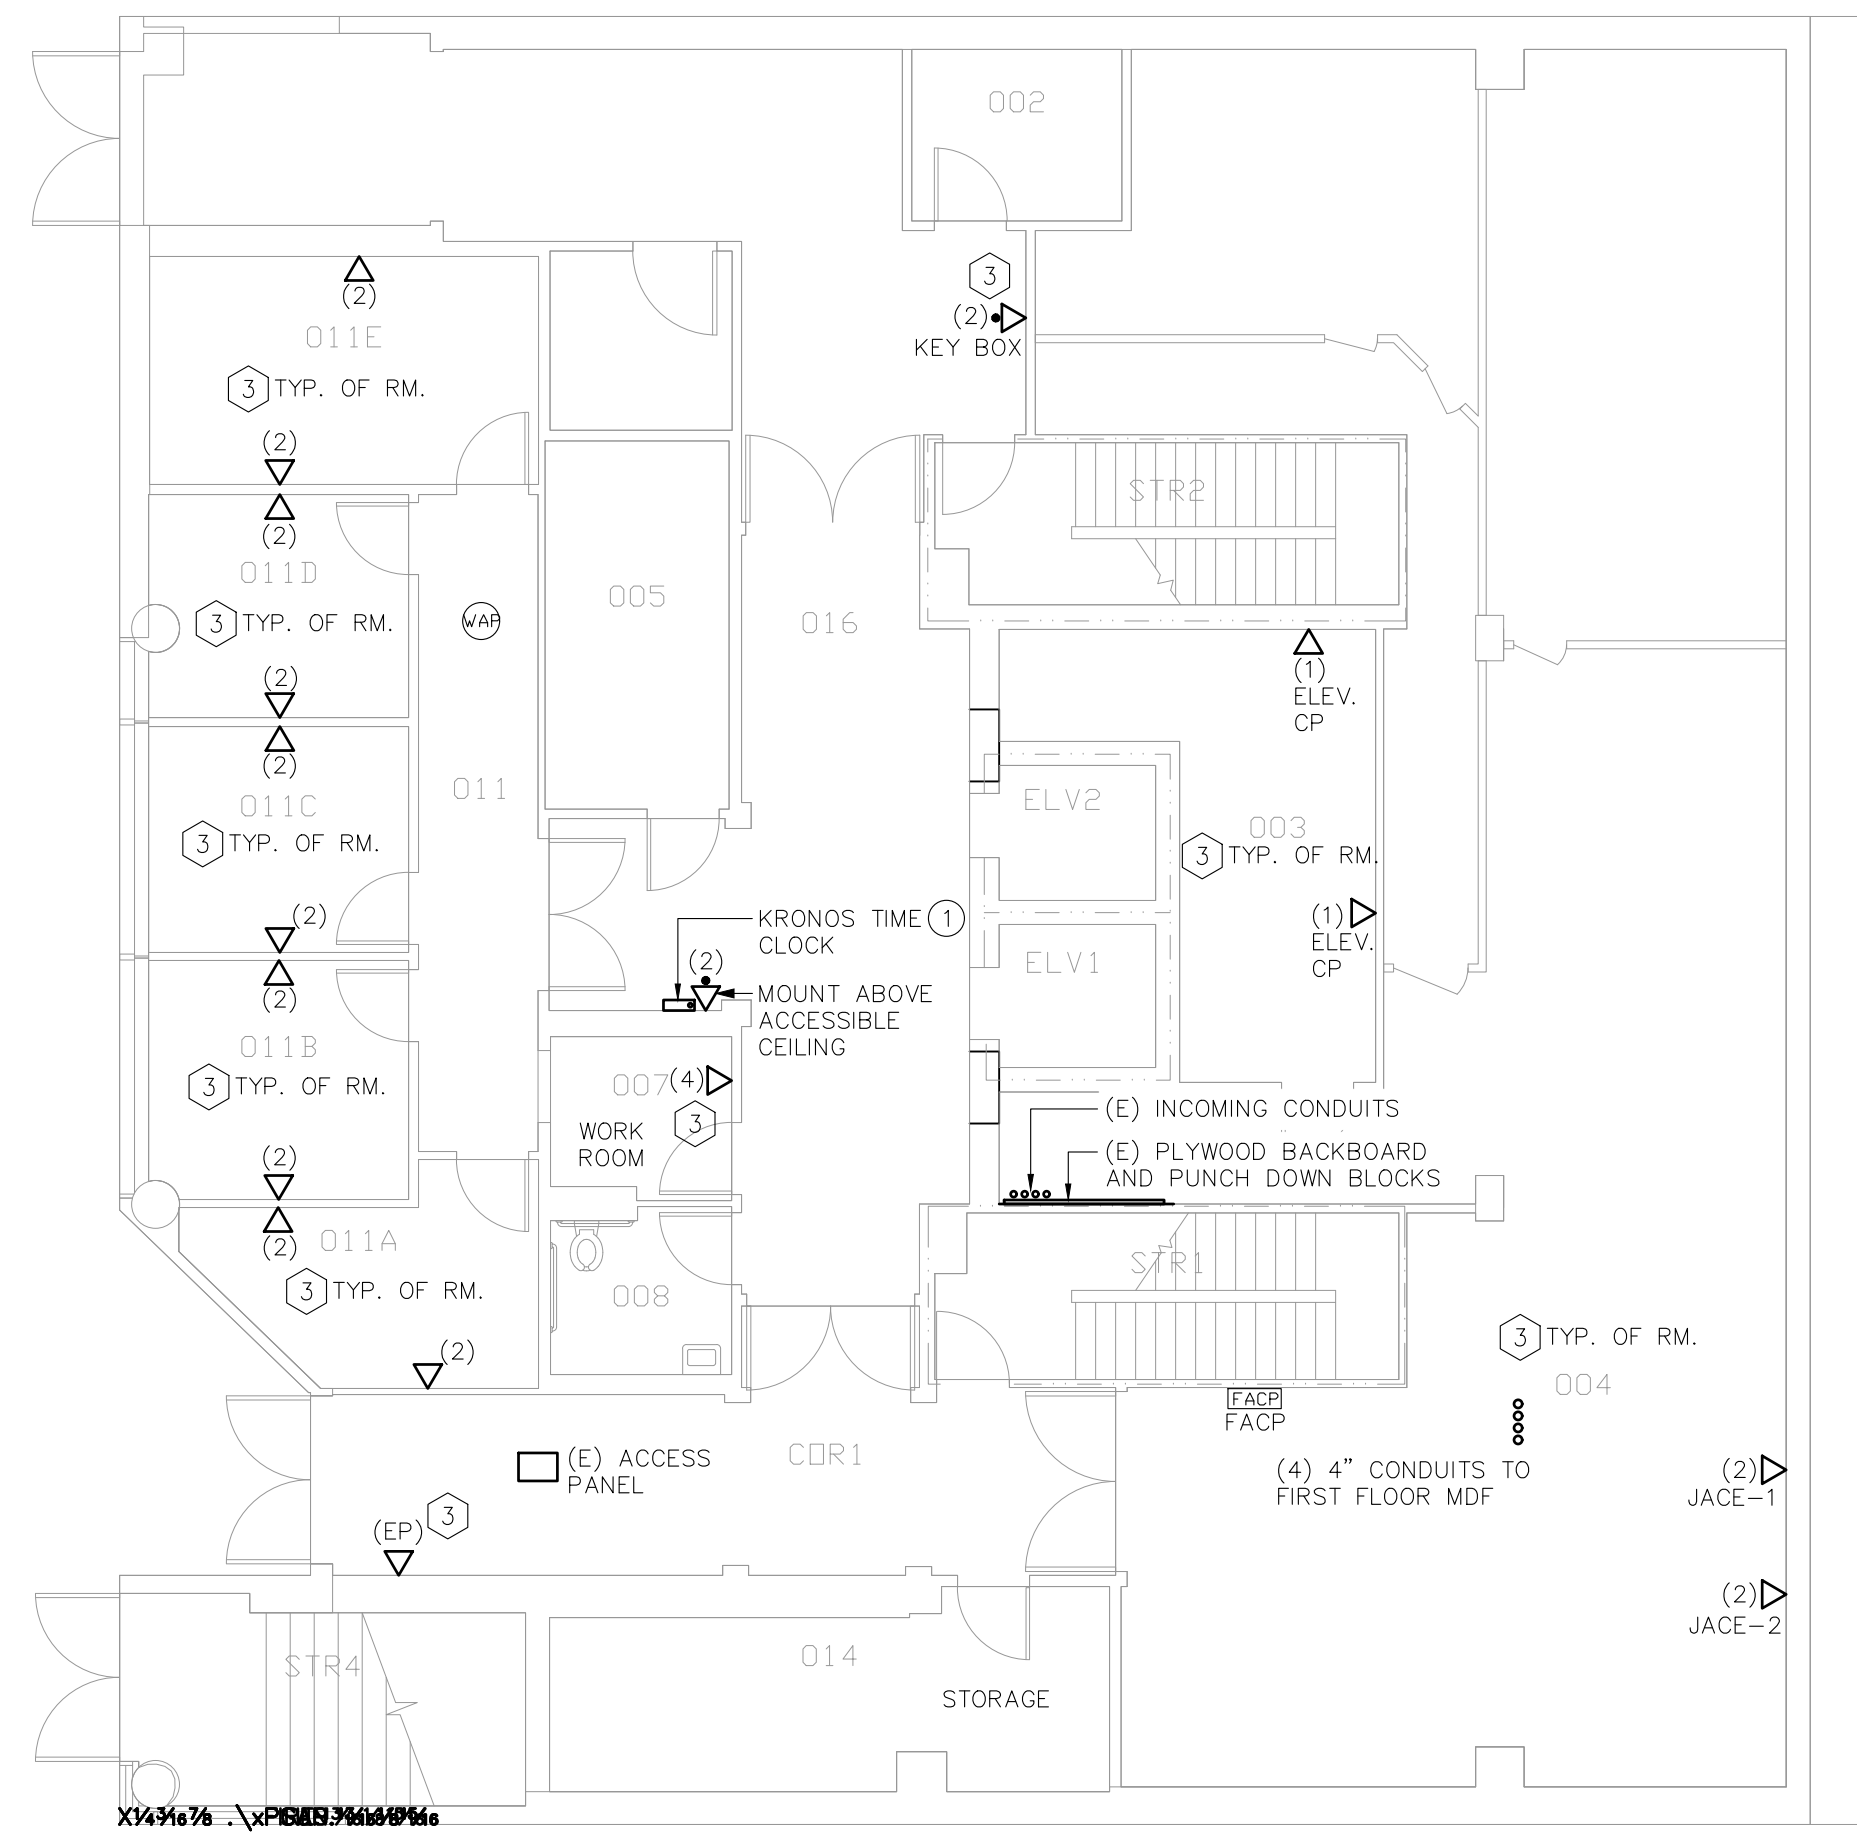 002
3
(2)
KEY BOX
(2)
011E
3 TYP. OF RM.
(2)
(2)
STR2
011D
3 TYP. OF RM.
WAP
005
016
(2)
(1)
ELEV.
CP
(2)
011
011C
3 TYP. OF RM.
ELV2
003
3 TYP. OF RM.
(2)
KRONOS TIME 1
CLOCK
(1)
ELEV.
CP
(2)
ELV1
(2)
MOUNT ABOVE
ACCESSIBLE
CEILING
011B
3 TYP. OF RM.
007 (4)
3
WORK
ROOM
(E) INCOMING CONDUITS
(E) PLYWOOD BACKBOARD
AND PUNCH DOWN BLOCKS
(2)
(2)
011A
3 TYP. OF RM.
008
STR1
(2)
3 TYP. OF RM.
004
FACP
FACP
COR1
(E) ACCESS
PANEL
(4) 4" CONDUITS TO
FIRST FLOOR MDF
(2)
JACE-1
(EP) 3
(2)
JACE-2
STR4
014
STORAGE